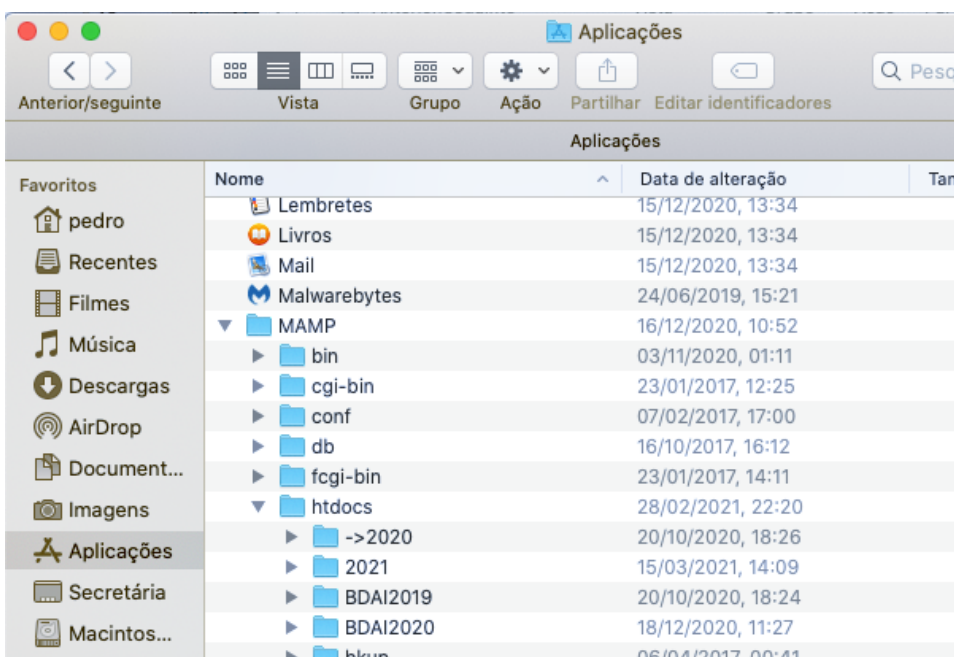 Aplicações
Anterior/seguinte Vista Grupo Ação Partilhar Editar identificadores
Aplicações
Favoritos
pedro
Recentes
Filmes
Música
Descargas
AirDrop
Document...
Imagens
Aplicações
Secretária
Macintos...
Nome Data de alteração
Lembretes 15/12/2020, 13:34
Livros 15/12/2020, 13:34
Mail 15/12/2020, 13:34
Malwarebytes 24/06/2019, 15:21
MAMP 16/12/2020, 10:52
bin 03/11/2020, 01:11
cgi-bin 23/01/2017, 12:25
conf 07/02/2017, 17:00
db 16/10/2017, 16:12
fcgi-bin 23/01/2017, 14:11
htdocs 28/02/2021, 22:20
->2020 20/10/2020, 18:26
2021 15/03/2021, 14:09
BDAI2019 20/10/2020, 18:24
BDAI2020 18/12/2020, 11:27